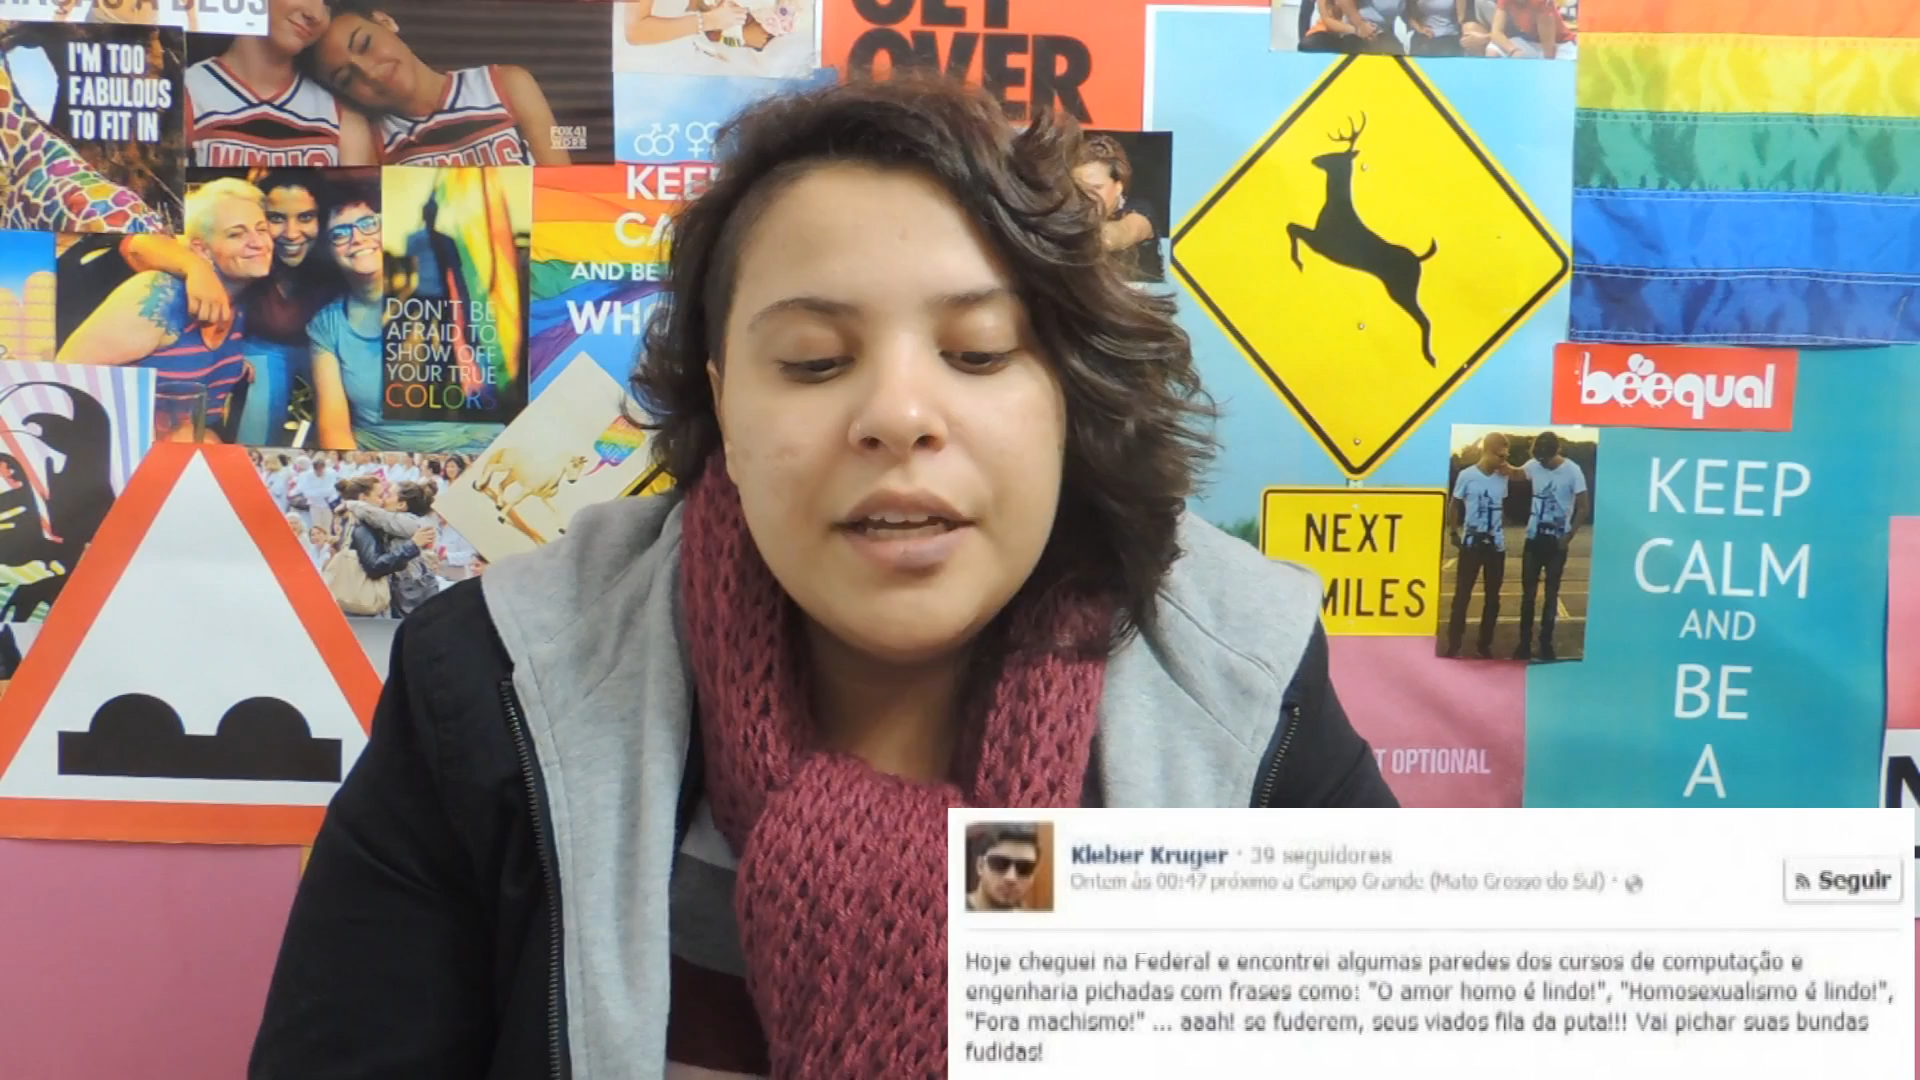 I'M TOO
FABULOUS
TO FIT IN
GET
OVER
FOX43
KEEP
AND BE
DON'T BE
AFRAID TO
SHOW OFF
YOUR TRUE
COLORS
beequal
NEXT
MILES
KEEP
CALM
AND
BE
A
OPTIONAL
Kleber Kruger · 39 seguidores
Ontem às 00:47 próximo a Campo Grande (Mato Grosso do Sul) ·
Seguir
Hoje cheguei na Federal e encontrei algumas paredes dos cursos de computação e
engenharia pichadas com frases como: "O amor homo é lindo!", "Homosexualismo é lindo!",
"Fora machismo!" ... aaah! se fuderem, seus viados fila da puta!!! Vai pichar suas bundas
fudidas!